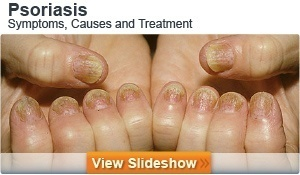 Psoriasis
Symptoms, Causes and Treatment
View Slideshow »